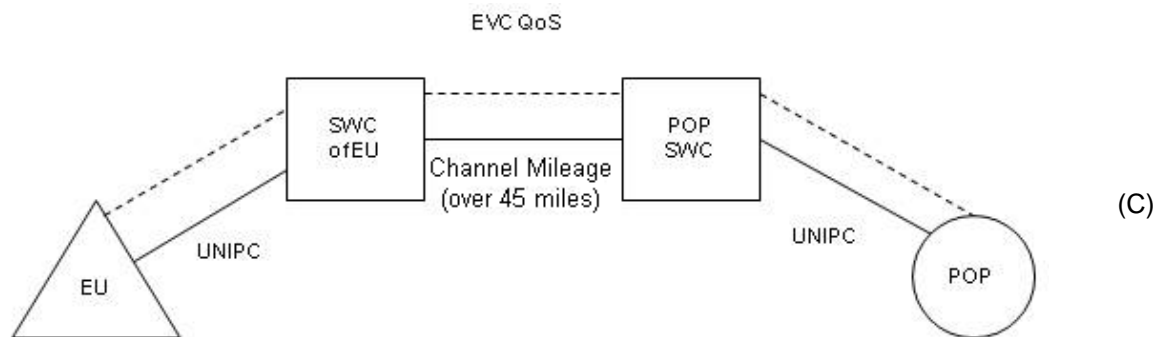 EVC QoS
SWC
ofEU
POP
SWC
Channel Mileage
(over 45 miles)
(C)
UNIPC
UNIPC
EU
POP